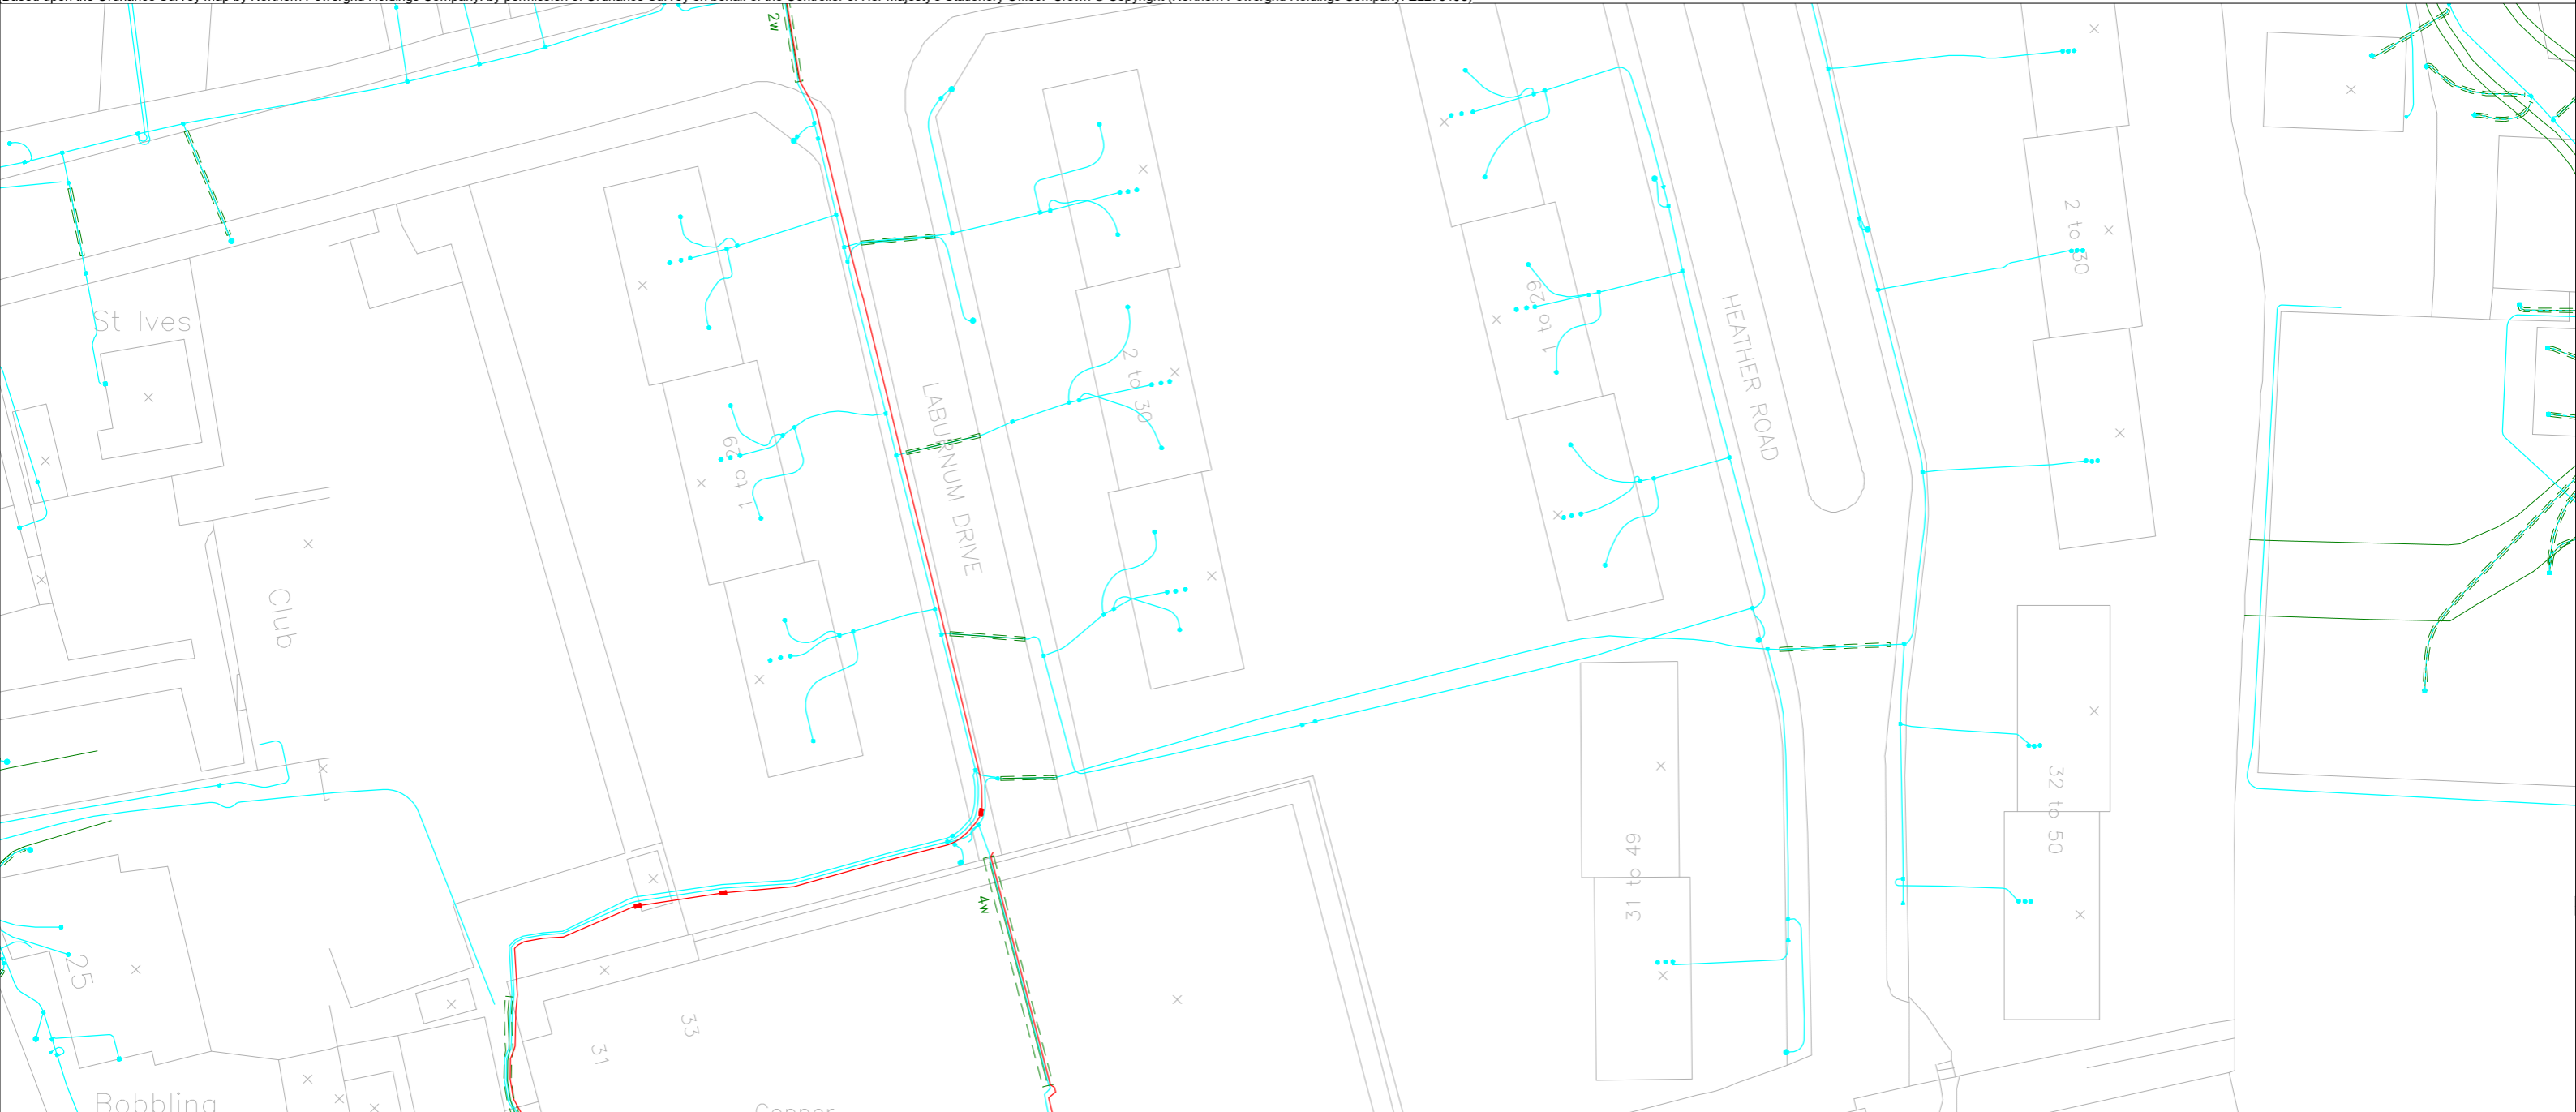 2w
St Ives
2 to 30
1 to 29
2 to 30
1 to 29
HEATHER ROAD
LABURNUM DRIVE
Club
32 to 50
31 to 49
4w
25
33
31
Bobbling